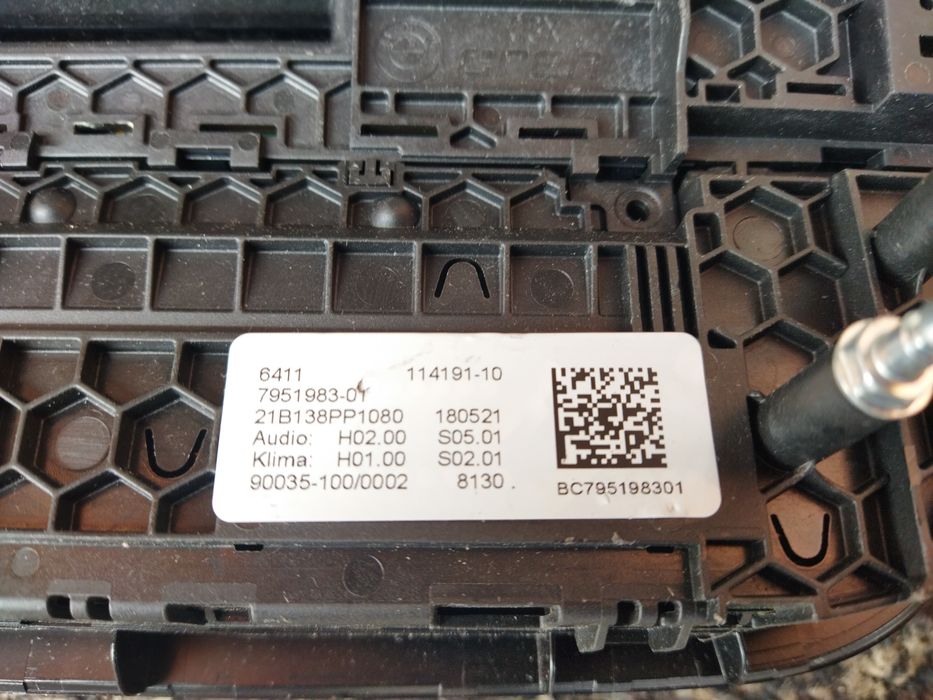 6411 114191-10
7951983-01
21B138PP1080 180521
Audio: H02.00 S05.01
Klima: H01.00 S02.01
90035-100/0002 8130 .
BC795198301